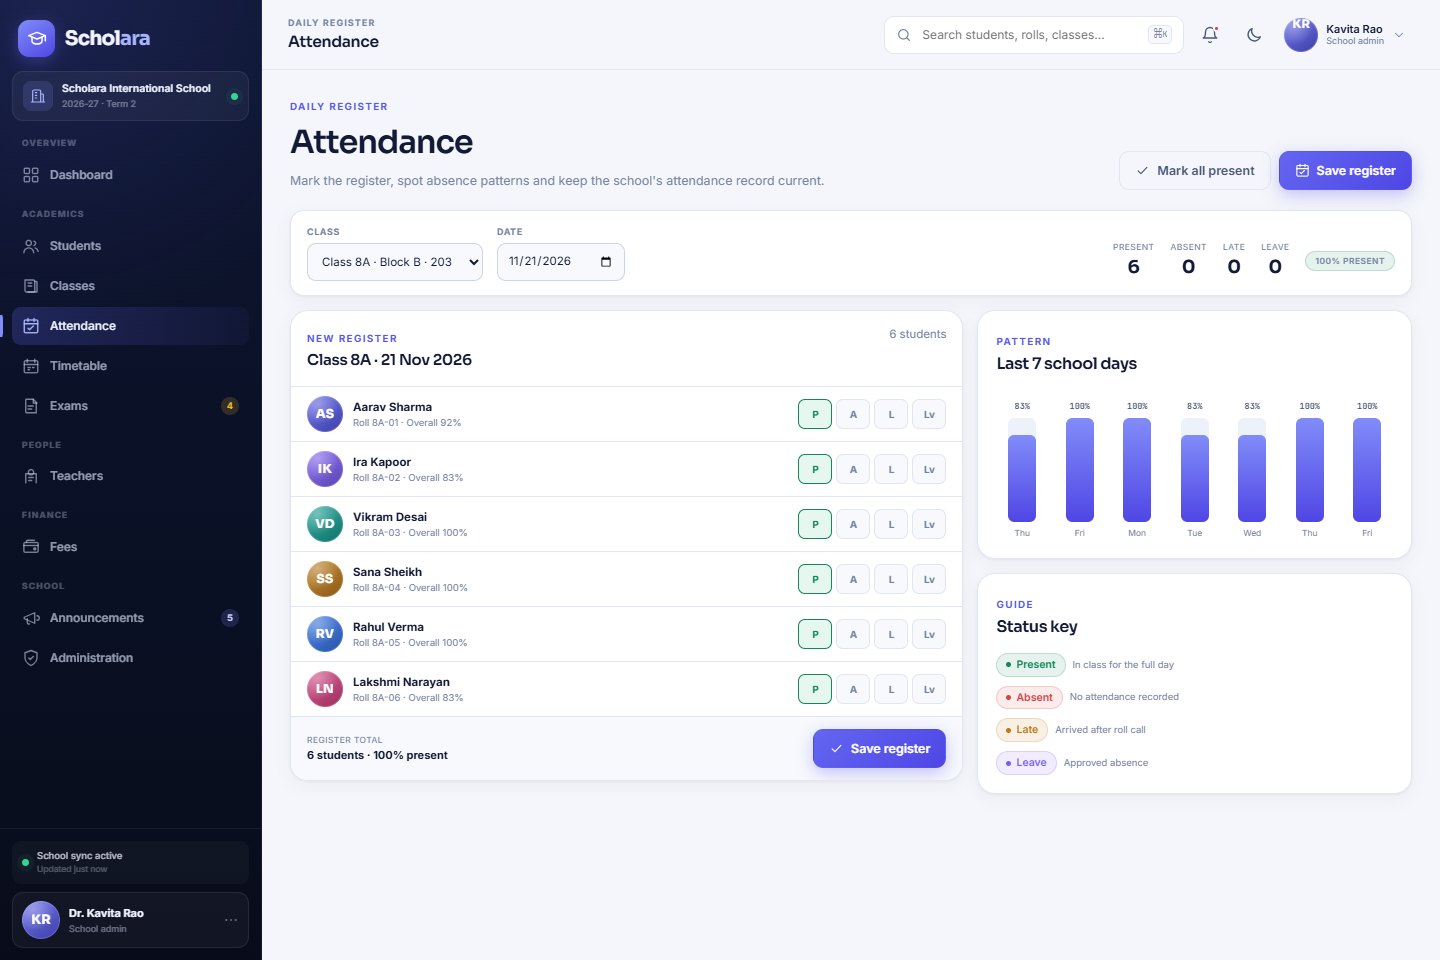 Scholara
Scholara International School
2026-27 · Term 2
OVERVIEW
Dashboard
ACADEMICS
Students
Classes
Attendance
Timetable
Exams 4
PEOPLE
Teachers
FINANCE
Fees
SCHOOL
Announcements 5
Administration
School sync active
Updated just now
KR
Dr. Kavita Rao
School admin
DAILY REGISTER
Attendance
Search students, rolls, classes... ⌘K
KR
Kavita Rao
School admin
DAILY REGISTER
Attendance
Mark the register, spot absence patterns and keep the school's attendance record current.
Mark all present
Save register
CLASS
Class 8A · Block B · 203
DATE
11/21/2026
PRESENT ABSENT LATE LEAVE
6 0 0 0
100% PRESENT
NEW REGISTER
Class 8A · 21 Nov 2026
6 students
AS Aarav Sharma P A L Lv
Roll 8A-01 · Overall 92%
IK Ira Kapoor P A L Lv
Roll 8A-02 · Overall 83%
VD Vikram Desai P A L Lv
Roll 8A-03 · Overall 100%
SS Sana Sheikh P A L Lv
Roll 8A-04 · Overall 100%
RV Rahul Verma P A L Lv
Roll 8A-05 · Overall 100%
LN Lakshmi Narayan P A L Lv
Roll 8A-06 · Overall 83%
REGISTER TOTAL
6 students · 100% present
Save register
PATTERN
Last 7 school days
83% 100% 100% 83% 83% 100% 100%
Thu Fri Mon Tue Wed Thu Fri
GUIDE
Status key
Present In class for the full day
Absent No attendance recorded
Late Arrived after roll call
Leave Approved absence